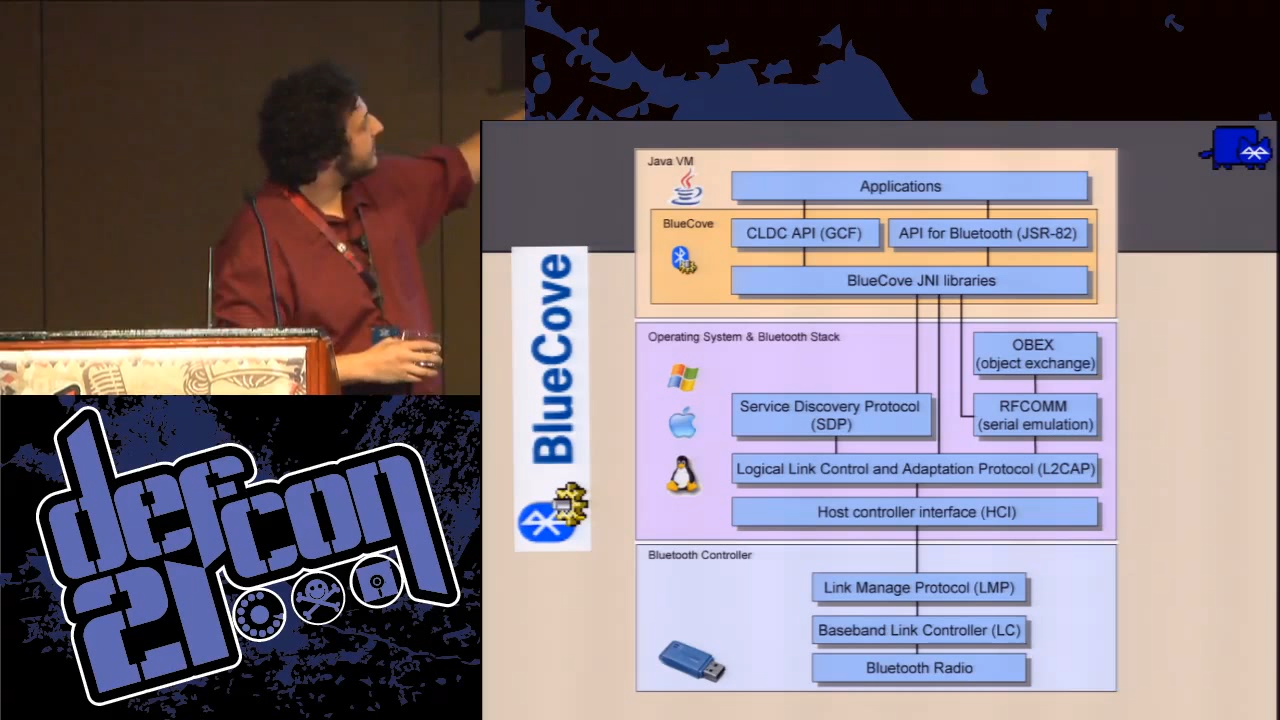 Java VM
Applications
BlueCove
CLDC API (GCF)
API for Bluetooth (JSR-82)
BlueCove JNI libraries
BlueCove
Operating System & Bluetooth Stack
OBEX
(object exchange)
Service Discovery Protocol
(SDP)
RFCOMM
(serial emulation)
Logical Link Control and Adaptation Protocol (L2CAP)
Host controller interface (HCI)
Bluetooth Controller
Link Manage Protocol (LMP)
Baseband Link Controller (LC)
Bluetooth Radio
defcon
21